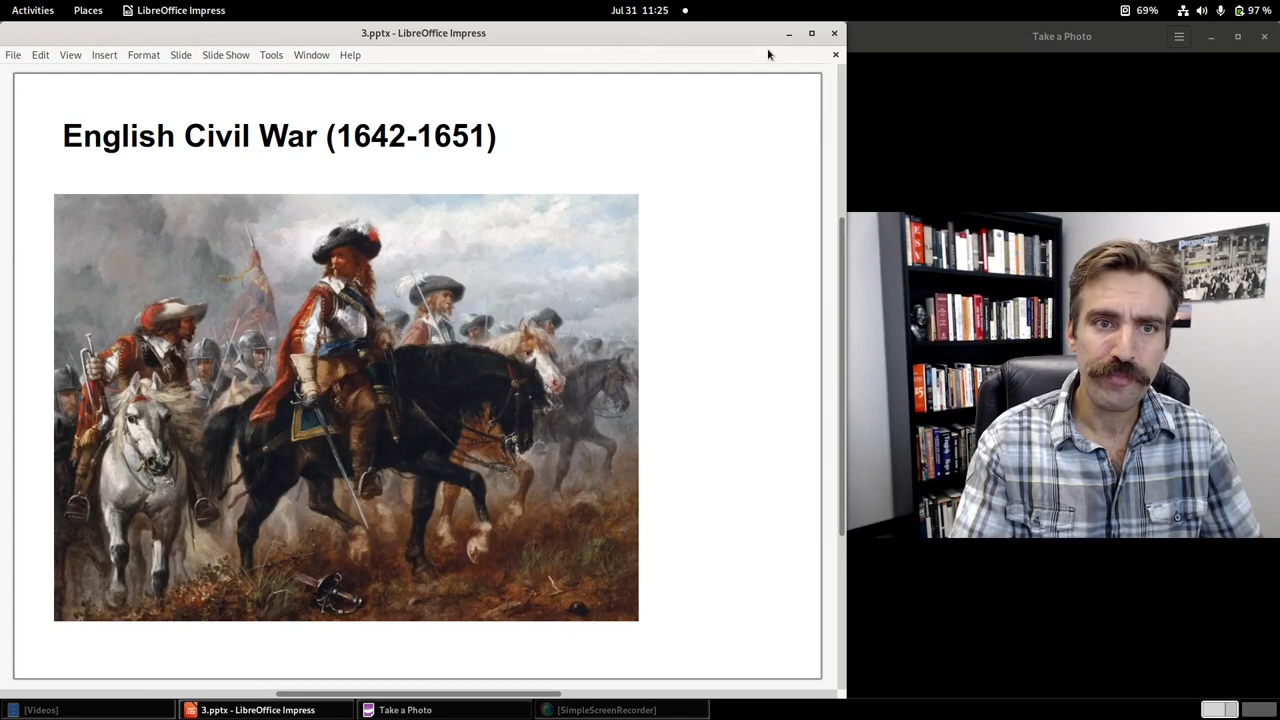 Activities Places LibreOffice Impress Jul 31 11:25 69% 97 %
3.pptx - LibreOffice Impress
Take a Photo
File Edit View Insert Format Slide Slide Show Tools Window Help
English Civil War (1642-1651)
Perspectives
ESV
[Videos] 3.pptx - LibreOffice Impress Take a Photo [SimpleScreenRecorder]